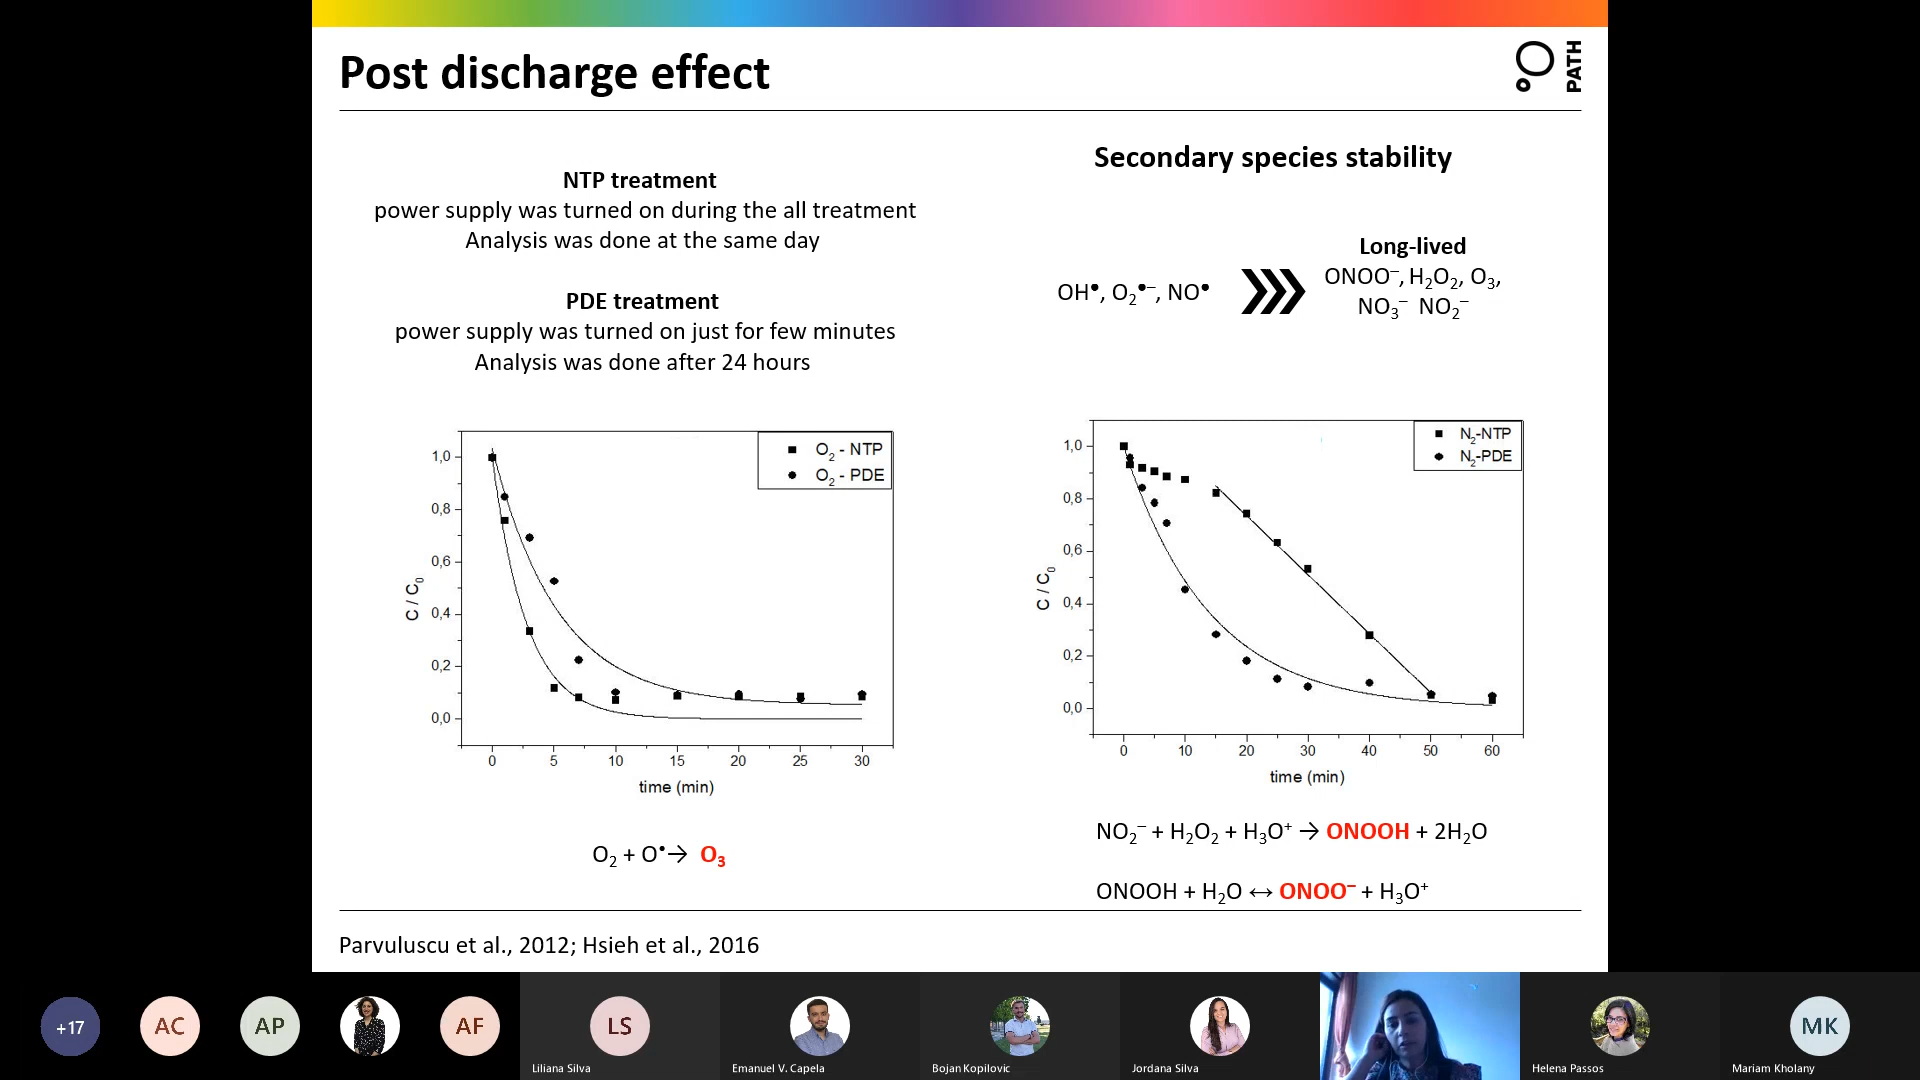 Post discharge effect
PATH
NTP treatment
power supply was turned on during the all treatment
Analysis was done at the same day
PDE treatment
power supply was turned on just for few minutes
Analysis was done after 24 hours
Secondary species stability
OH•, O₂•⁻, NO•
Long-lived
ONOO⁻, H₂O₂, O₃,
NO₃⁻ NO₂⁻
O₂ - NTP
O₂ - PDE
1,0
0,8
0,6
0,4
0,2
0,0
C / C₀
0 5 10 15 20 25 30
time (min)
N₂-NTP
N₂-PDE
1,0
0,8
0,6
0,4
0,2
0,0
C / C₀
0 10 20 30 40 50 60
time (min)
O₂ + O•→ O₃
NO₂⁻ + H₂O₂ + H₃O⁺ → ONOOH + 2H₂O
ONOOH + H₂O ↔ ONOO⁻ + H₃O⁺
Parvuluscu et al., 2012; Hsieh et al., 2016
+17
AC
AP
AF
LS
Liliana Silva
Emanuel V. Capela
Bojan Kopilovic
Jordana Silva
Helena Passos
MK
Mariam Kholany